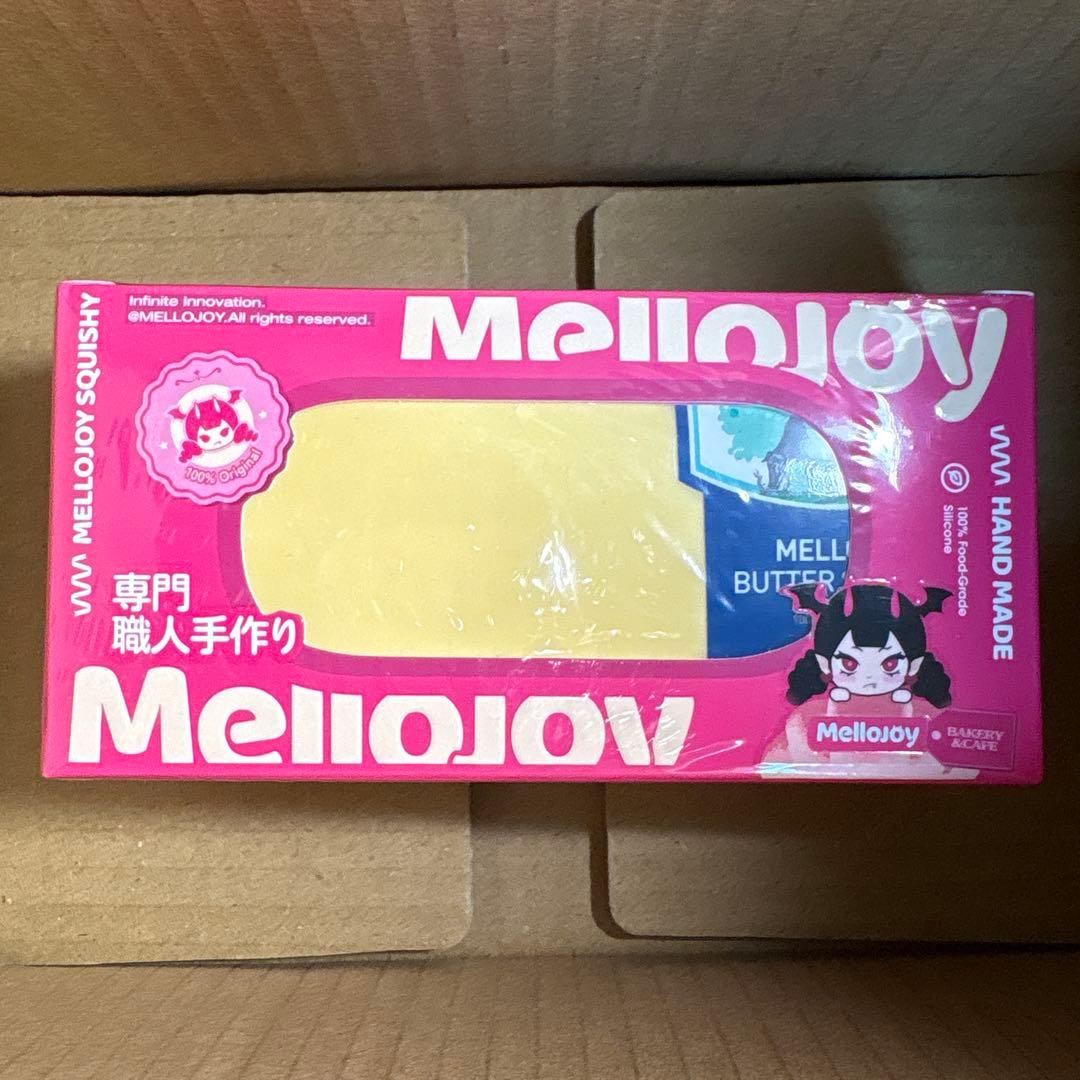 Infinite Innovation.
@MELLOJOY.All rights reserved.
Mellojoy
MELLOJOY SQUISHY
100% Original
HAND MADE
100% Food-Grade
Silicone
MELL
BUTTER
専門
職人手作り
Mellojoy
Mellojoy
BAKERY
&CAFE